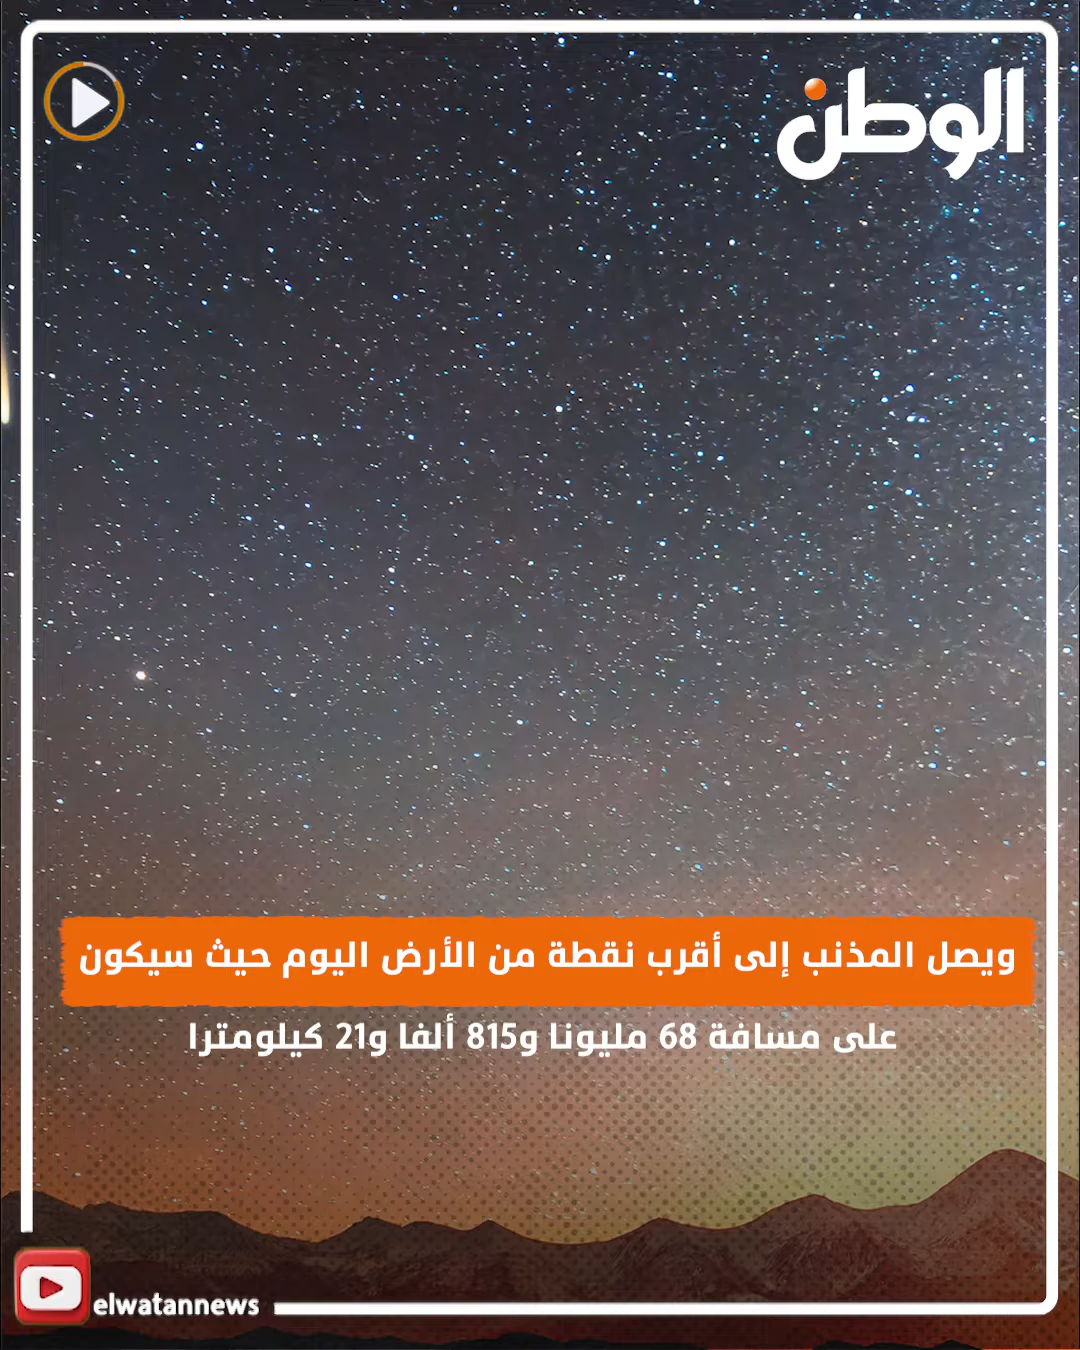 الوطن
ويصل المذنب إلى أقرب نقطة من الأرض اليوم حيث سيكون
على مسافة 68 مليونا و815 ألفا و21 كيلومترا
elwatannews